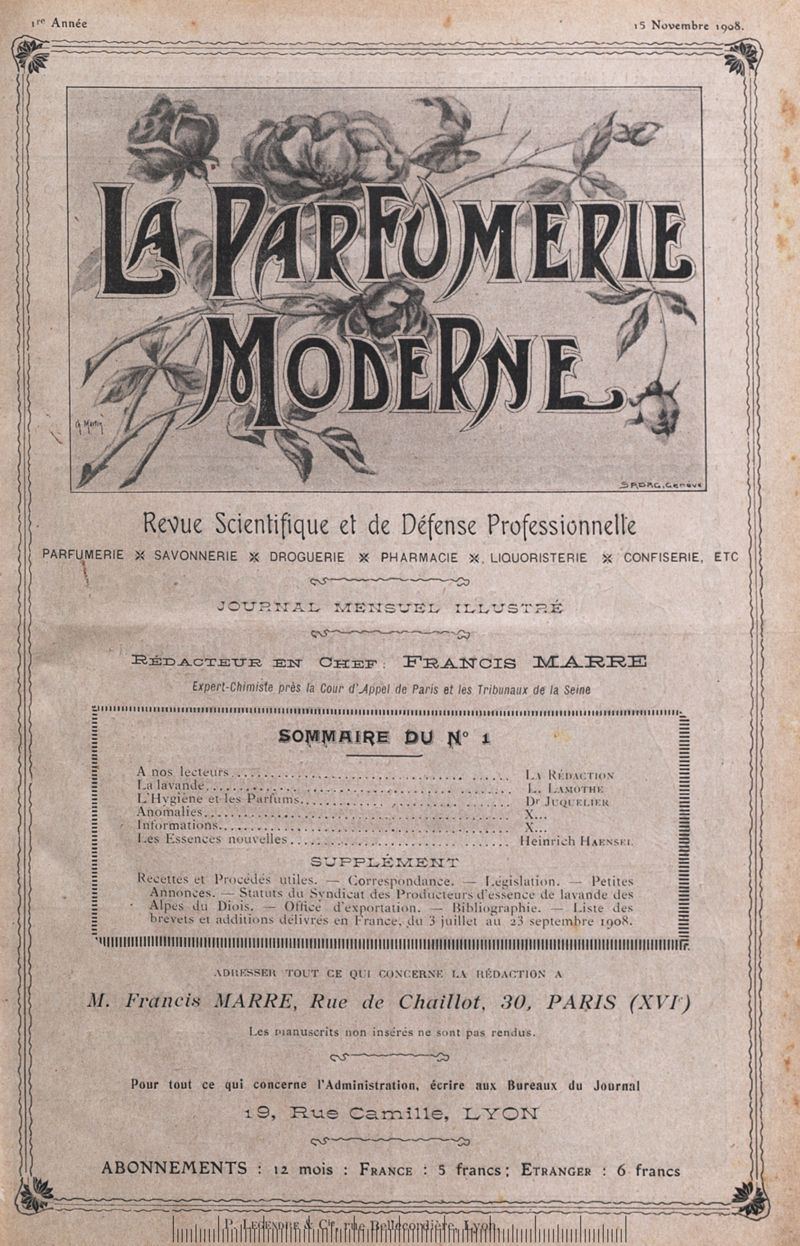 1re Année
15 Novembre 1908.
LA PARFUMERIE
MODERNE
G. Martin
SADAG. Genève
Revue Scientifique et de Défense Professionnelle
PARFUMERIE ※ SAVONNERIE ※ DROGUERIE ※ PHARMACIE ※ LIQUORISTERIE ※ CONFISERIE, ETC
JOURNAL MENSUEL ILLUSTRÉ
RÉDACTEUR EN CHEF: FRANCIS MARRE
Expert-Chimiste près la Cour d'Appel de Paris et les Tribunaux de la Seine
SOMMAIRE DU N° 1
A nos lecteurs........ LA RÉDACTION
La lavande........ L. LAMOTHE
L'Hygiène et les Parfums........ Dr JUQUELIER
Anomalies........ X...
Informations........ X...
Les Essences nouvelles........ Heinrich HAENSEL
SUPPLÉMENT
Recettes et Procédés utiles. — Correspondance. — Législation. — Petites
Annonces. — Statuts du Syndicat des Producteurs d'essence de lavande des
Alpes du Diois. — Office d'exportation. — Bibliographie. — Liste des
brevets et additions délivrés en France, du 3 juillet au 23 septembre 1908.
ADRESSER TOUT CE QUI CONCERNE LA RÉDACTION A
M. Francis MARRE, Rue de Chaillot, 30, PARIS (XVIe)
Les manuscrits non insérés ne sont pas rendus.
Pour tout ce qui concerne l'Administration, écrire aux Bureaux du Journal
19, Rue Camille, LYON
ABONNEMENTS : 12 mois : FRANCE : 5 francs; ETRANGER : 6 francs
P. LEGENDRE & Cie, rue Bellecordière, Lyon.